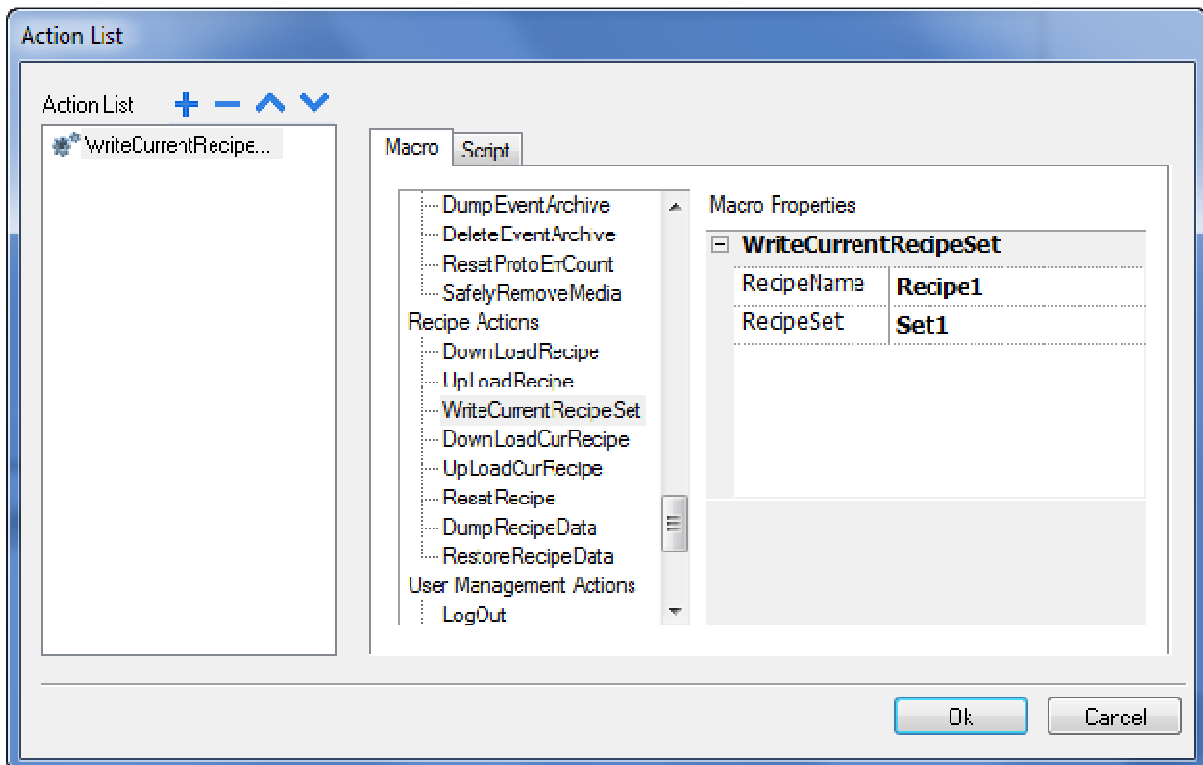 Action List
Action List
WriteCurrentRecipe...
Macro
Script
DumpEventArchive
DeleteEventArchive
ResetProtoErrCount
SafelyRemoveMedia
Recipe Actions
DownLoadRecipe
UpLoadRecipe
WriteCurrentRecipeSet
DownLoadCurRecipe
UpLoadCurRecipe
ResetRecipe
DumpRecipeData
RestoreRecipeData
User Management Actions
LogOut
Macro Properties
WriteCurrentRecipeSet
RecipeName Recipe1
RecipeSet Set1
Ok
Cancel